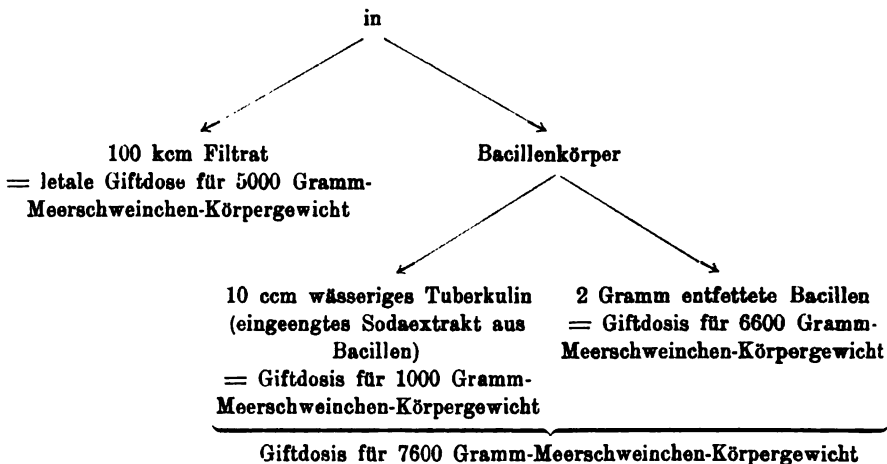 in
100 kcm Filtrat
= letale Giftdose für 5000 Gramm-
Meerschweinchen-Körpergewicht
Bacillenkörper
10 ccm wässeriges Tuberkulin
(eingeengtes Sodaextrakt aus
Bacillen)
= Giftdosis für 1000 Gramm-
Meerschweinchen-Körpergewicht
2 Gramm entfettete Bacillen
= Giftdosis für 6600 Gramm-
Meerschweinchen-Körpergewicht
Giftdosis für 7600 Gramm-Meerschweinchen-Körpergewicht